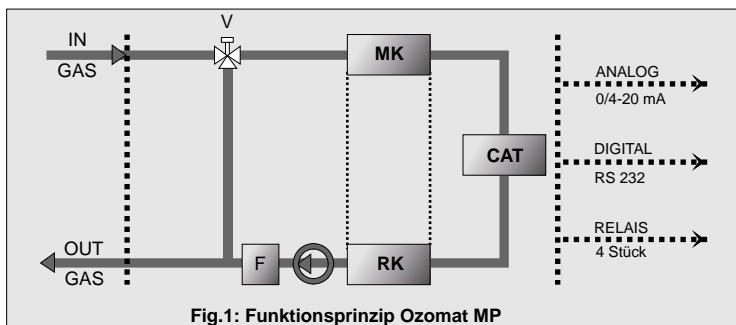 V
IN
GAS
MK
ANALOG
0/4-20 mA
CAT
DIGITAL
RS 232
OUT
GAS
F
RK
RELAIS
4 Stück
Fig.1: Funktionsprinzip Ozomat MP